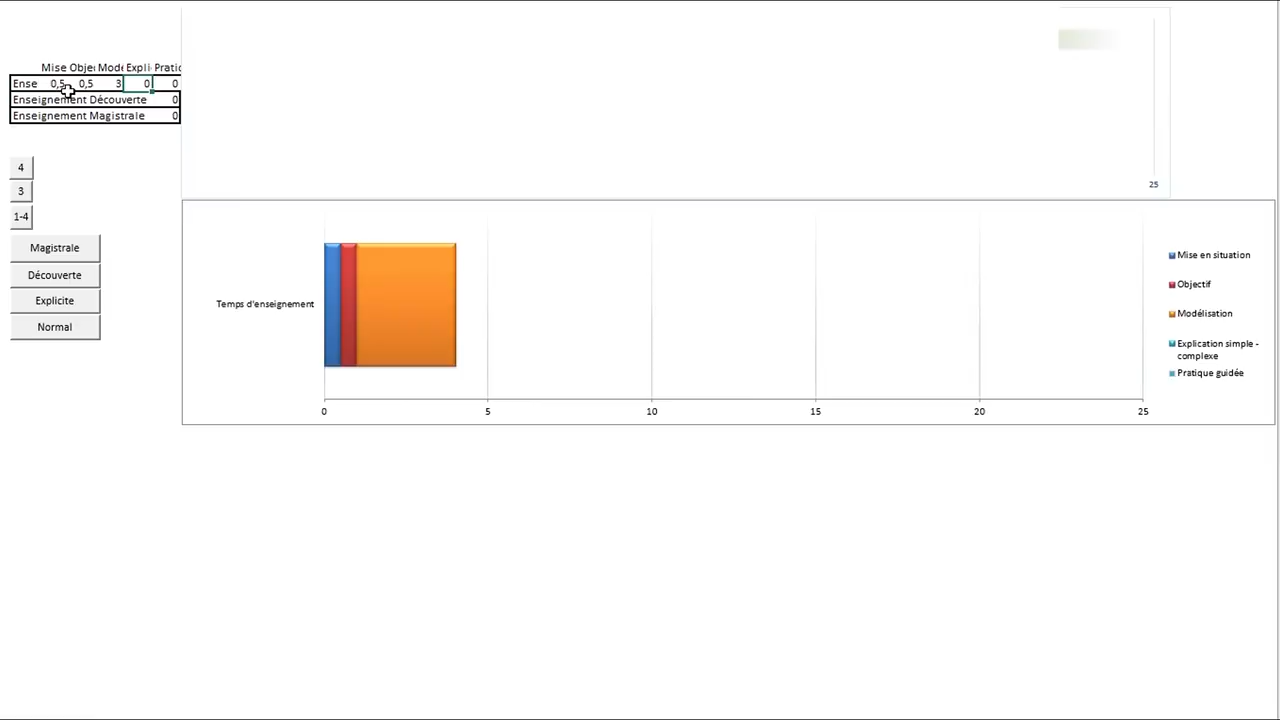 Mise Obje Mod Expli Pratic
Ense 0,5 0,5 3 0 0
Enseignement Découverte 0
Enseignement Magistrale 0
4
3
1-4
Magistrale
Découverte
Explicite
Normal
25
Temps d'enseignement
0 5 10 15 20 25
Mise en situation
Objectif
Modélisation
Explication simple -
complexe
Pratique guidée